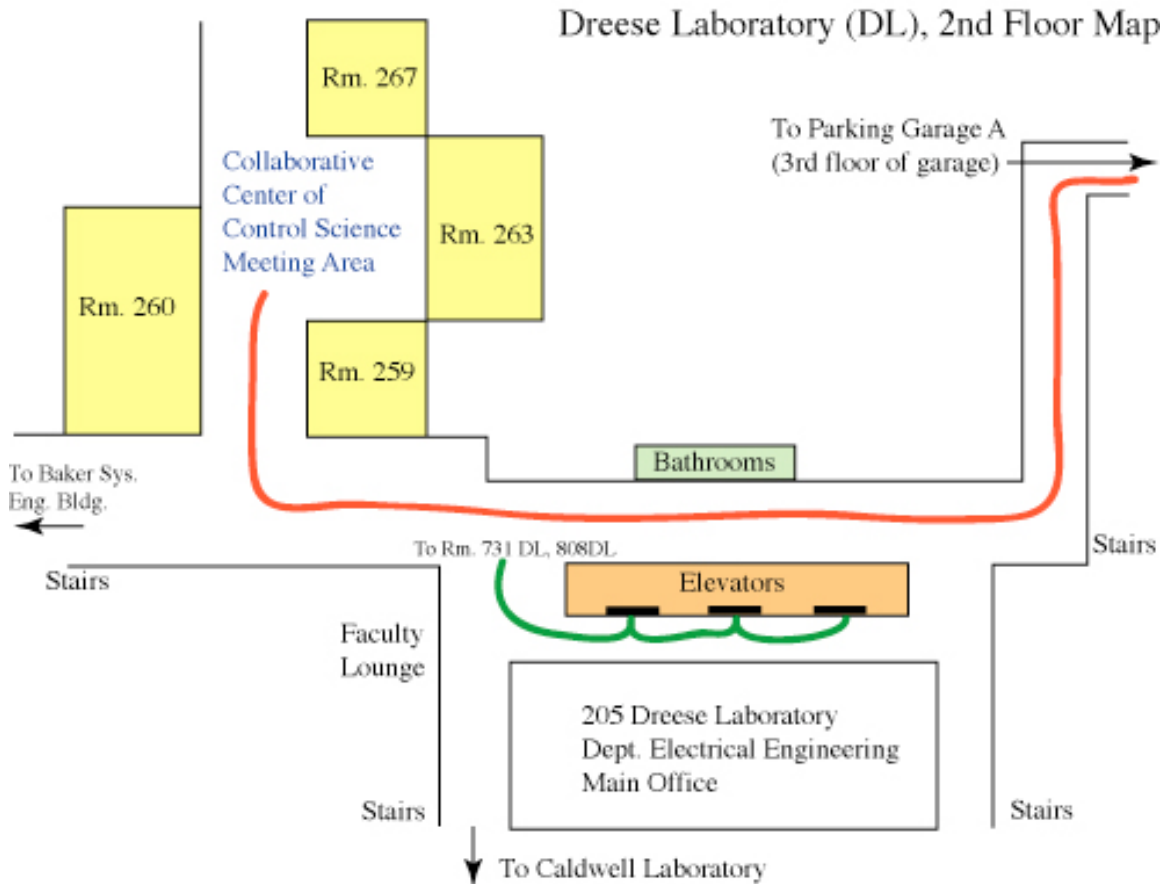 Dreese Laboratory (DL), 2nd Floor Map
Rm. 267
To Parking Garage A
(3rd floor of garage)
Collaborative
Center of
Control Science
Meeting Area
Rm. 263
Rm. 260
Rm. 259
Bathrooms
To Baker Sys.
Eng. Bldg.
To Rm. 731 DL, 808DL
Stairs
Stairs
Elevators
Faculty
Lounge
205 Dreese Laboratory
Dept. Electrical Engineering
Main Office
Stairs
Stairs
To Caldwell Laboratory